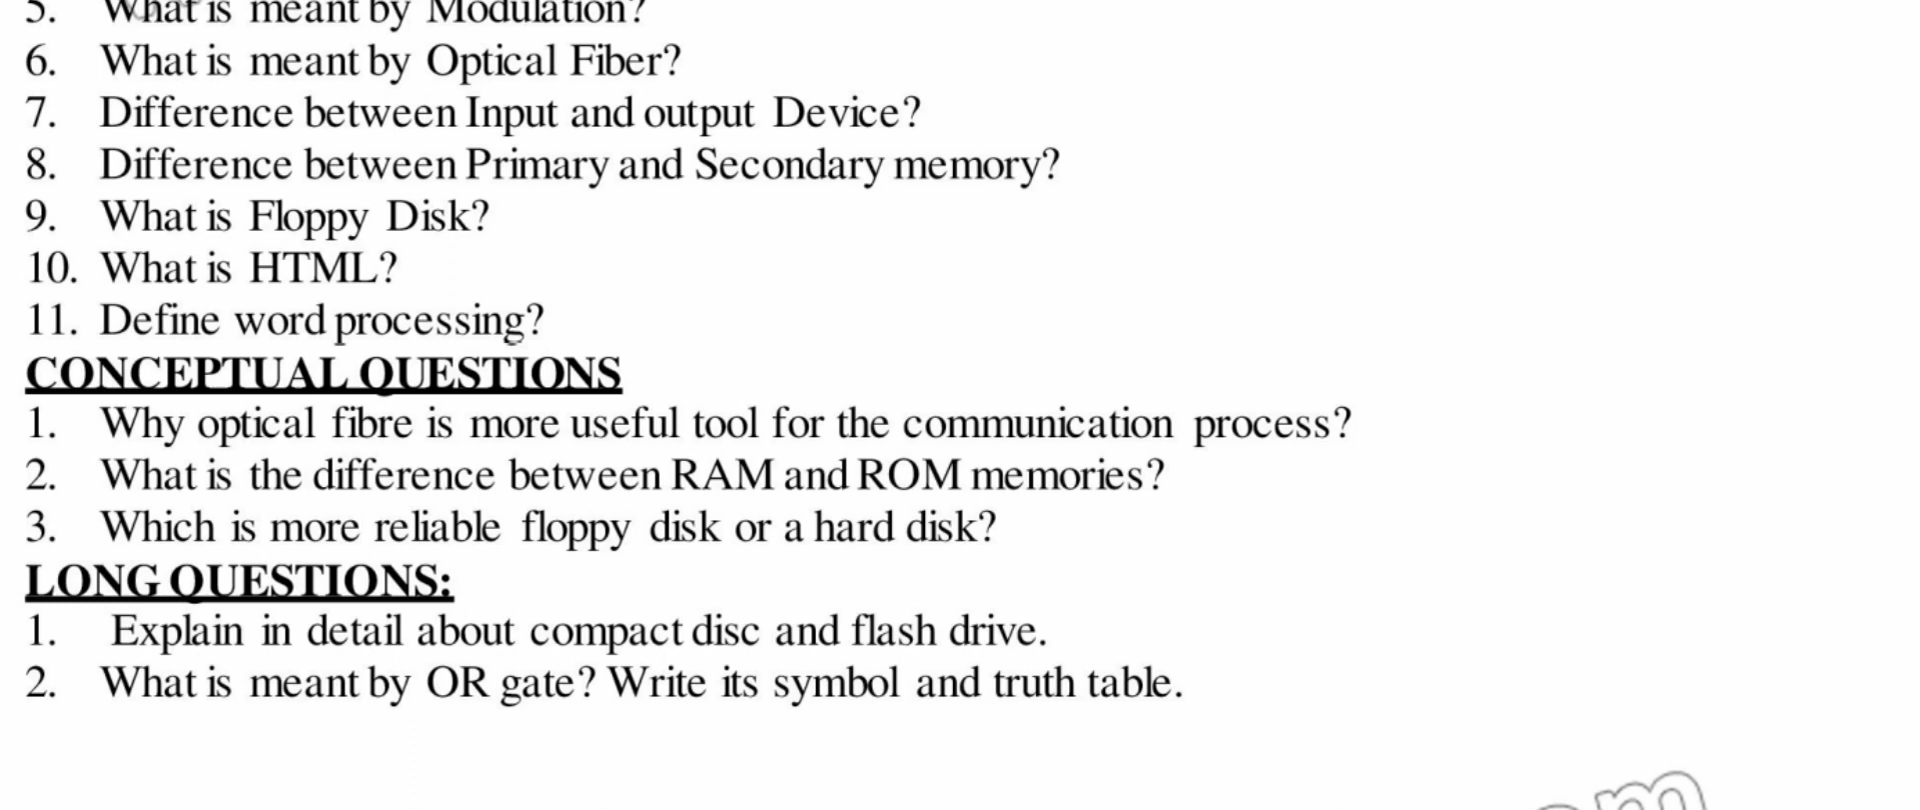 5. What is meant by Modulation?
6. What is meant by Optical Fiber?
7. Difference between Input and output Device?
8. Difference between Primary and Secondary memory?
9. What is Floppy Disk?
10. What is HTML?
11. Define word processing?
CONCEPTUAL QUESTIONS
1. Why optical fibre is more useful tool for the communication process?
2. What is the difference between RAM and ROM memories?
3. Which is more reliable floppy disk or a hard disk?
LONG QUESTIONS:
1. Explain in detail about compact disc and flash drive.
2. What is meant by OR gate? Write its symbol and truth table.